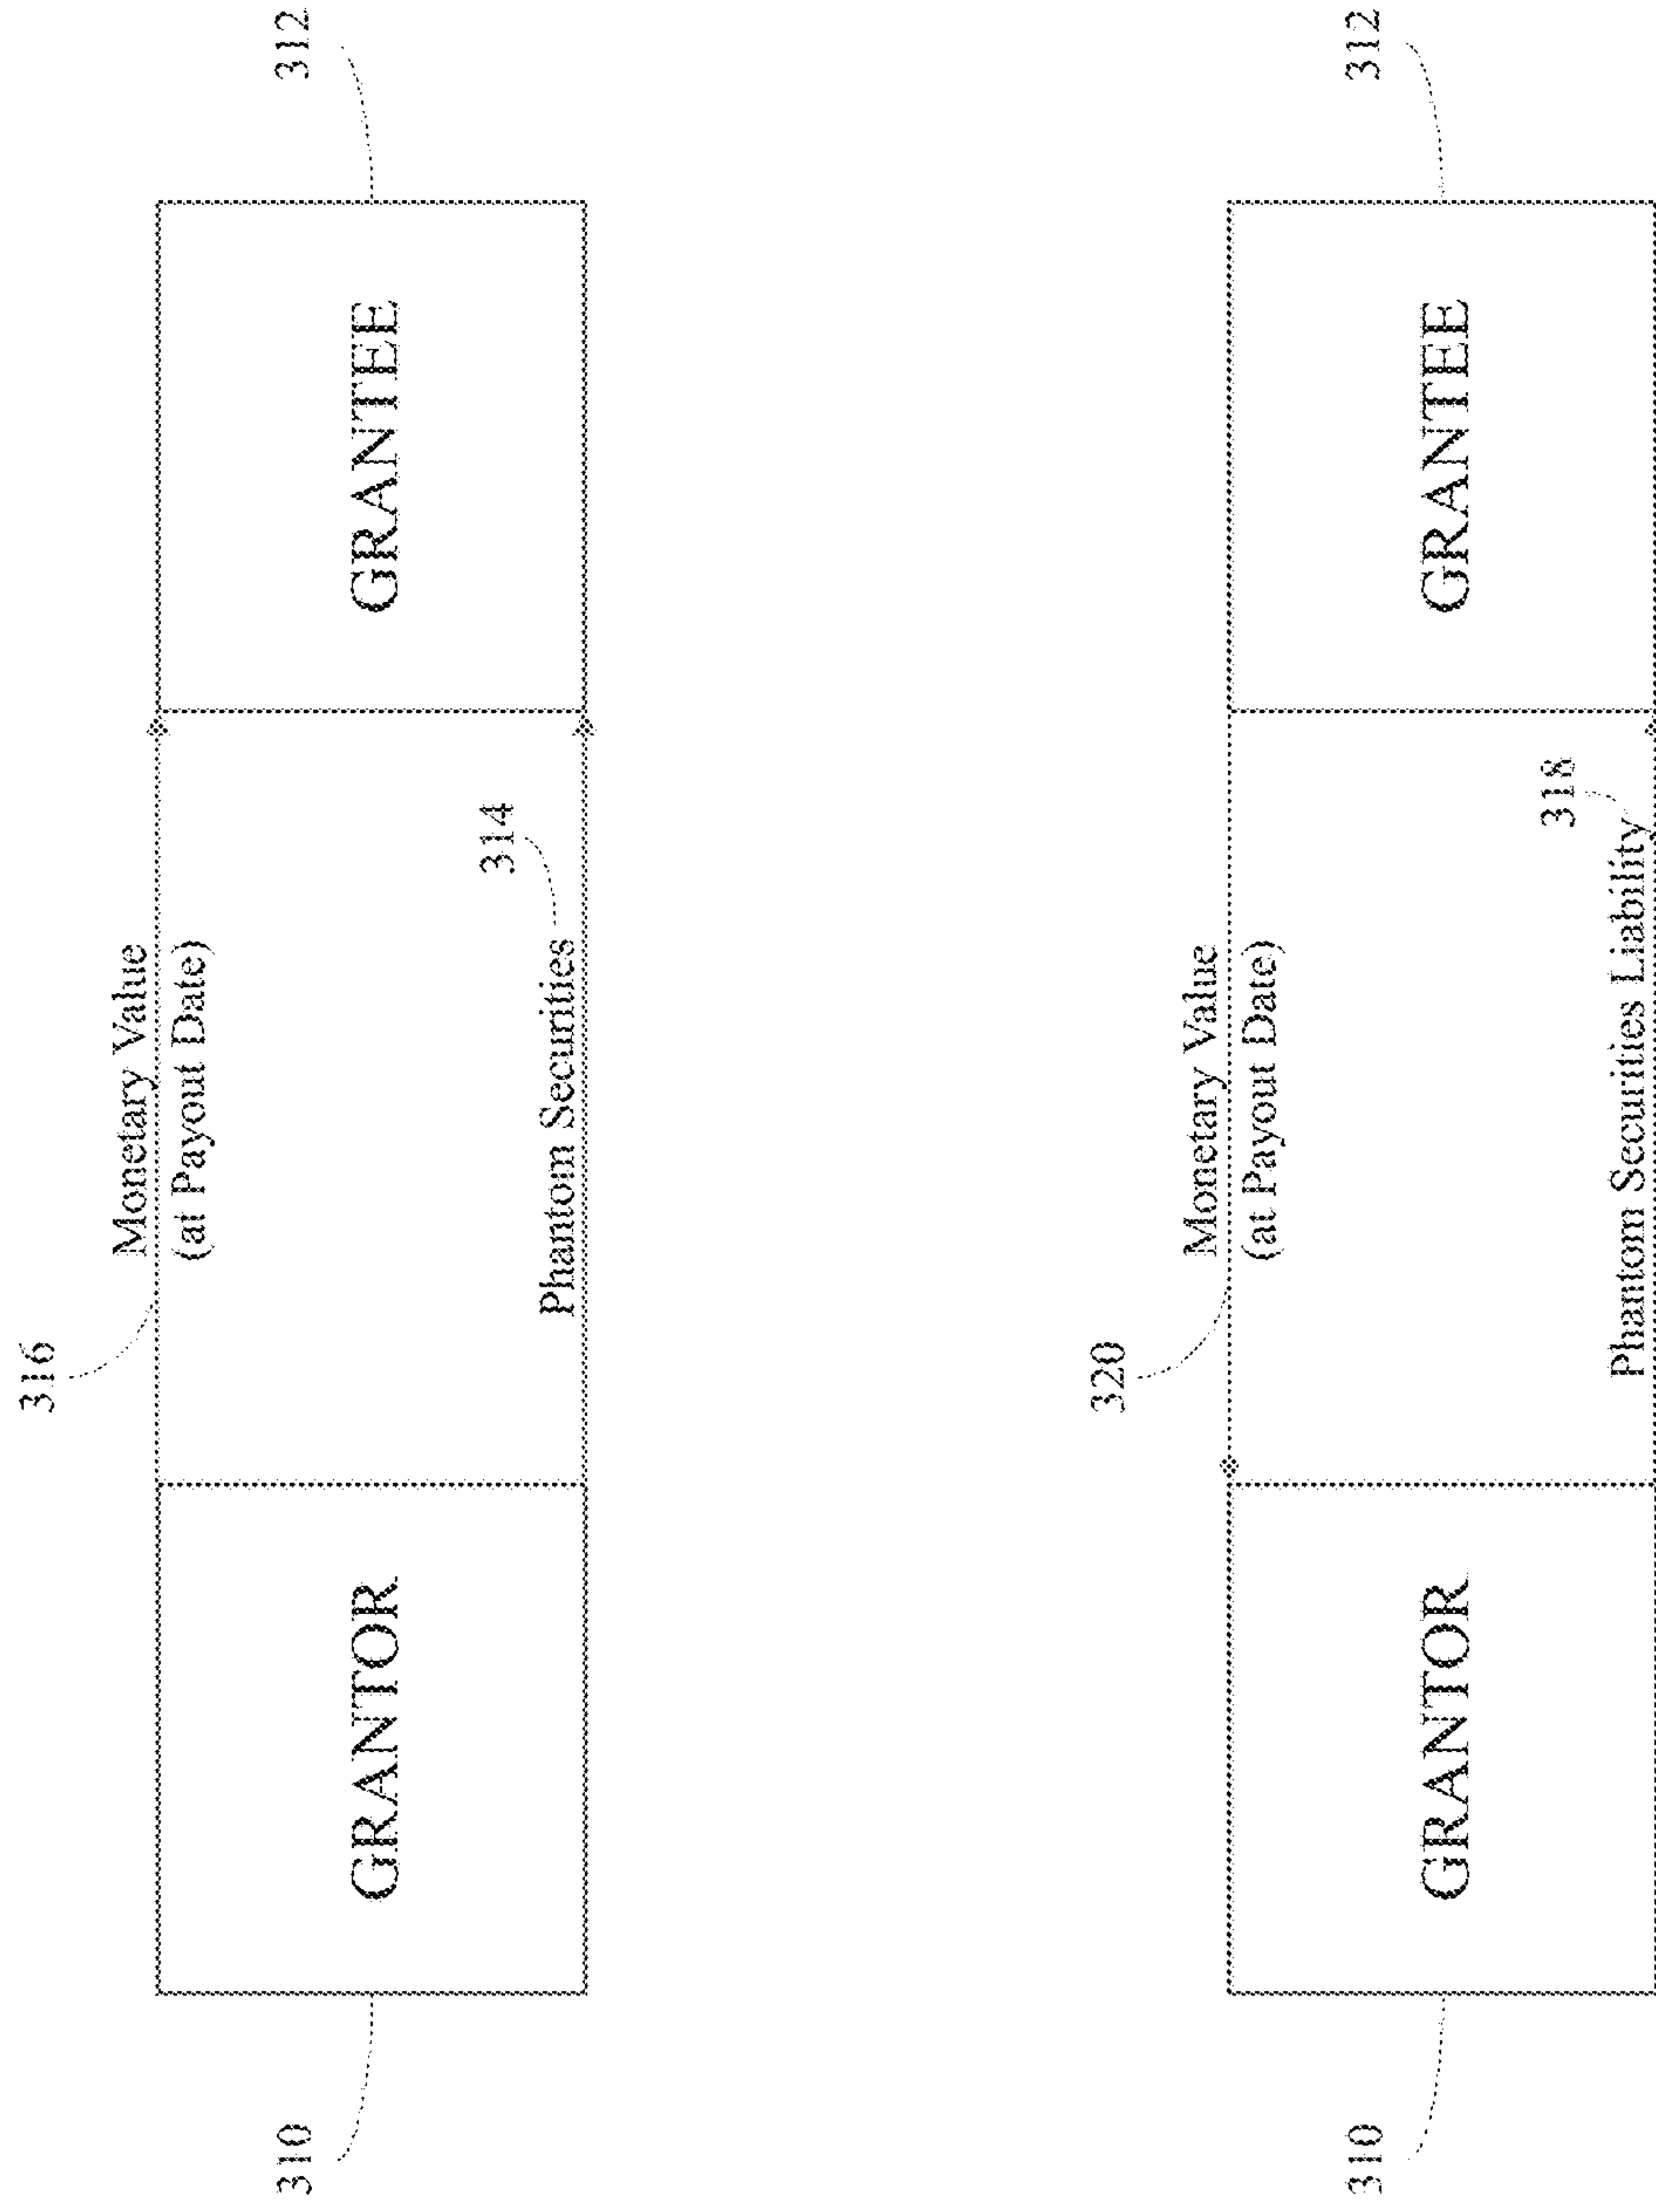 316
Monetary Value
(at Payout Date)
310
GRANTOR
GRANTEE
312
314
Phantom Securities
320
Monetary Value
(at Payout Date)
310
GRANTOR
GRANTEE
312
318
Phantom Securities Liability